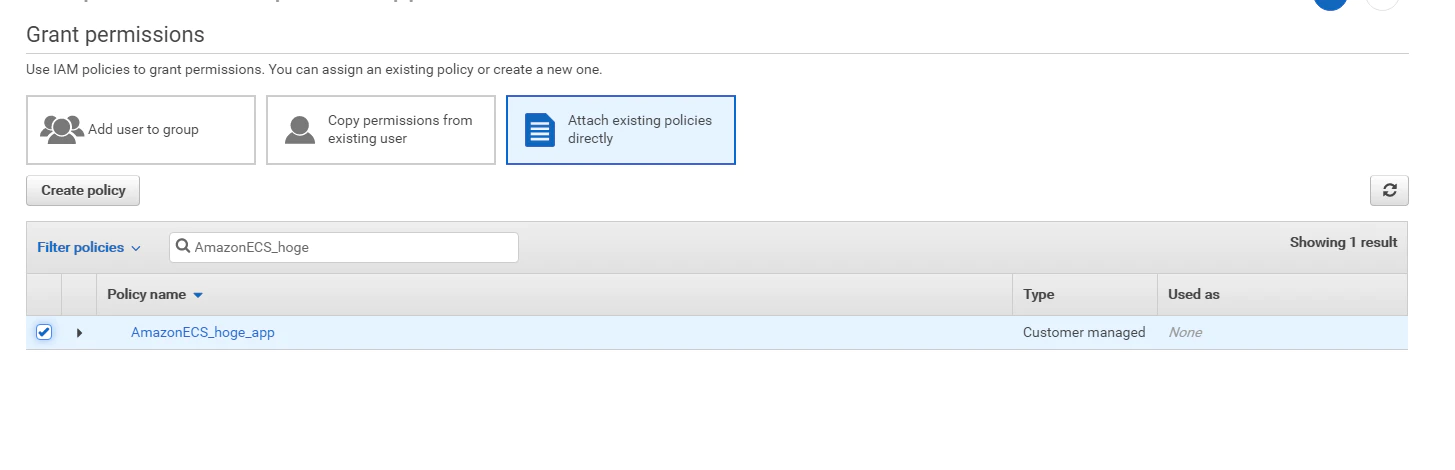 Grant permissions
Use IAM policies to grant permissions. You can assign an existing policy or create a new one.
Add user to group
Copy permissions from
existing user
Attach existing policies
directly
Create policy
Filter policies
AmazonECS_hoge
Showing 1 result
Policy name
Type
Used as
AmazonECS_hoge_app
Customer managed
None